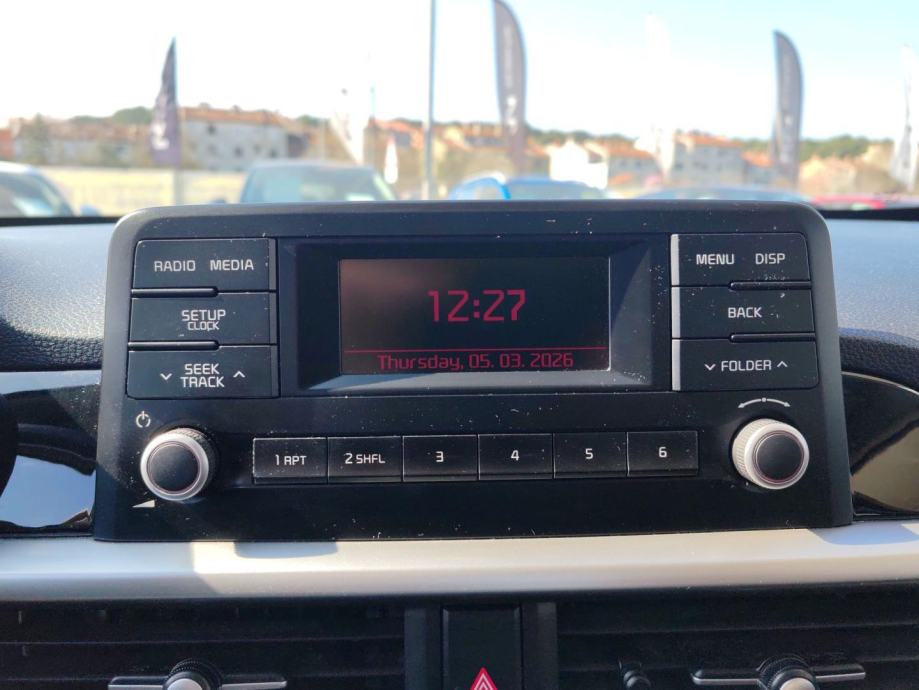 RADIO MEDIA
SETUP
CLOCK
SEEK
TRACK
12:27
Thursday, 05. 03. 2026
MENU DISP
BACK
FOLDER
1 RPT 2 SHFL 3 4 5 6